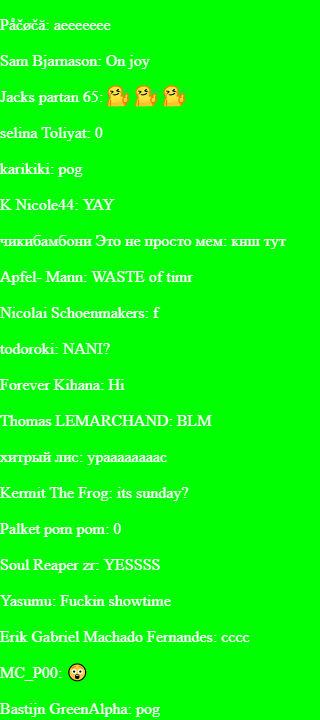 Påčøčă: aeeeeeee
Sam Bjarnason: On joy
Jacks partan 65:
selina Toliyat: 0
karikiki: pog
K Nicole44: YAY
чикибамбони Это не просто мем: киш тут
Apfel- Mann: WASTE of timr
Nicolai Schoenmakers: f
todoroki: NANI?
Forever Kihana: Hi
Thomas LEMARCHAND: BLM
хитрый лис: ураааааааас
Kermit The Frog: its sunday?
Palket pom pom: 0
Soul Reaper zr: YESSSS
Yasumu: Fuckin showtime
Erik Gabriel Machado Fernandes: cccc
MC_P00: 😲
Bastijn GreenAlpha: pog